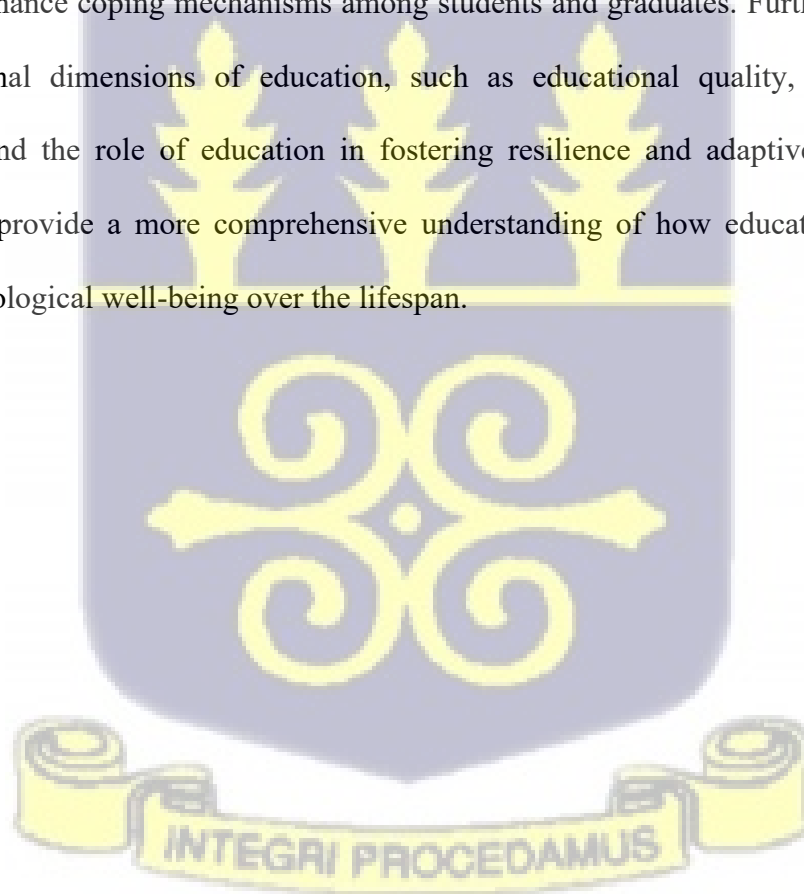 hance coping mechanisms among students and graduates. Furth
nal dimensions of education, such as educational quality,
nd the role of education in fostering resilience and adaptive
provide a more comprehensive understanding of how educat
ological well-being over the lifespan.
INTEGRI PROCEDAMUS